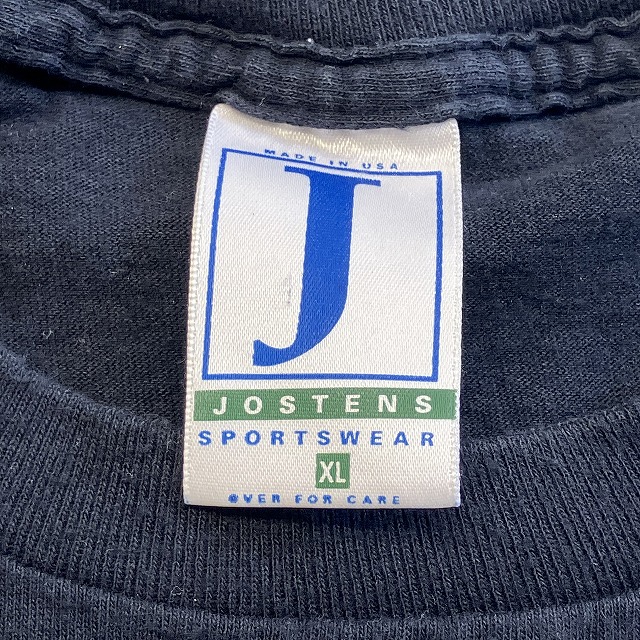 MADE IN USA
J
JOSTENS
SPORTSWEAR
XL
OVER FOR CARE